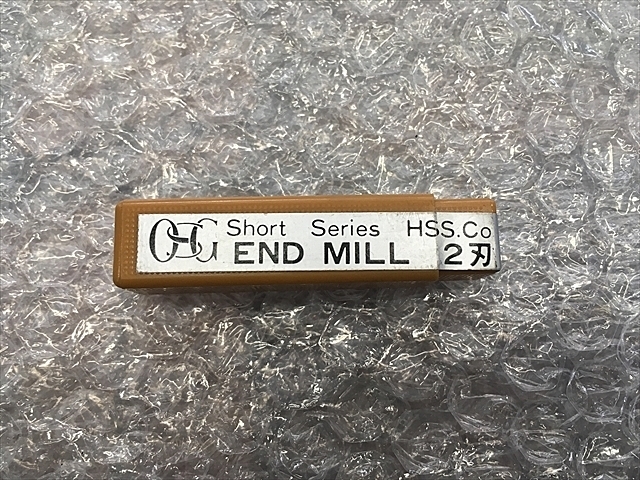 OSG Short Series HSS.Co
END MILL 2刃